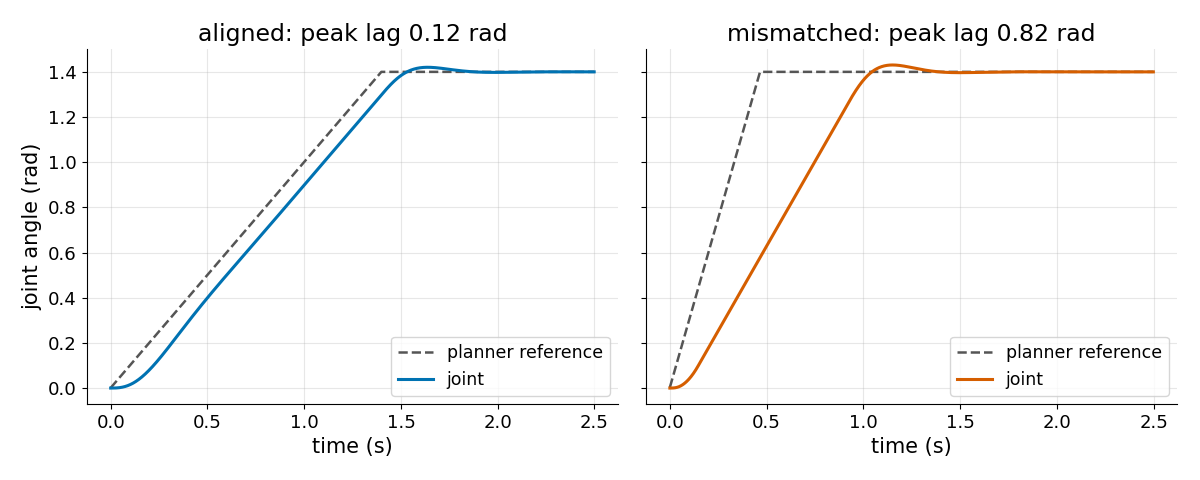 aligned: peak lag 0.12 rad
mismatched: peak lag 0.82 rad
joint angle (rad)
1.4
1.2
1.0
0.8
0.6
0.4
0.2
0.0
planner reference
joint
planner reference
joint
0.0 0.5 1.0 1.5 2.0 2.5
0.0 0.5 1.0 1.5 2.0 2.5
time (s)
time (s)